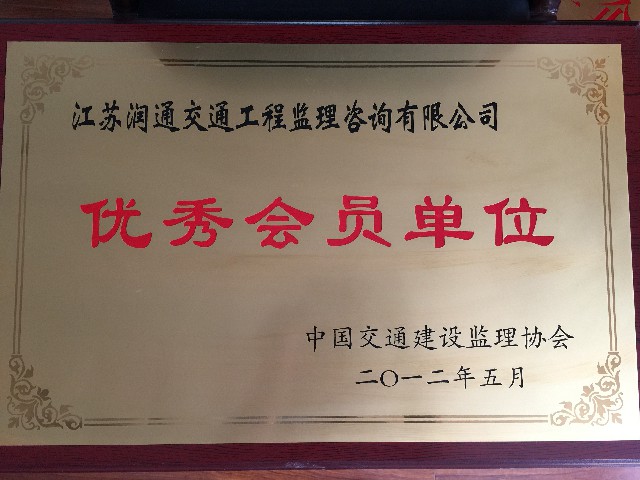 江苏润通交通工程监理咨询有限公司
优秀会员单位
中国交通建设监理协会
二〇一二年五月